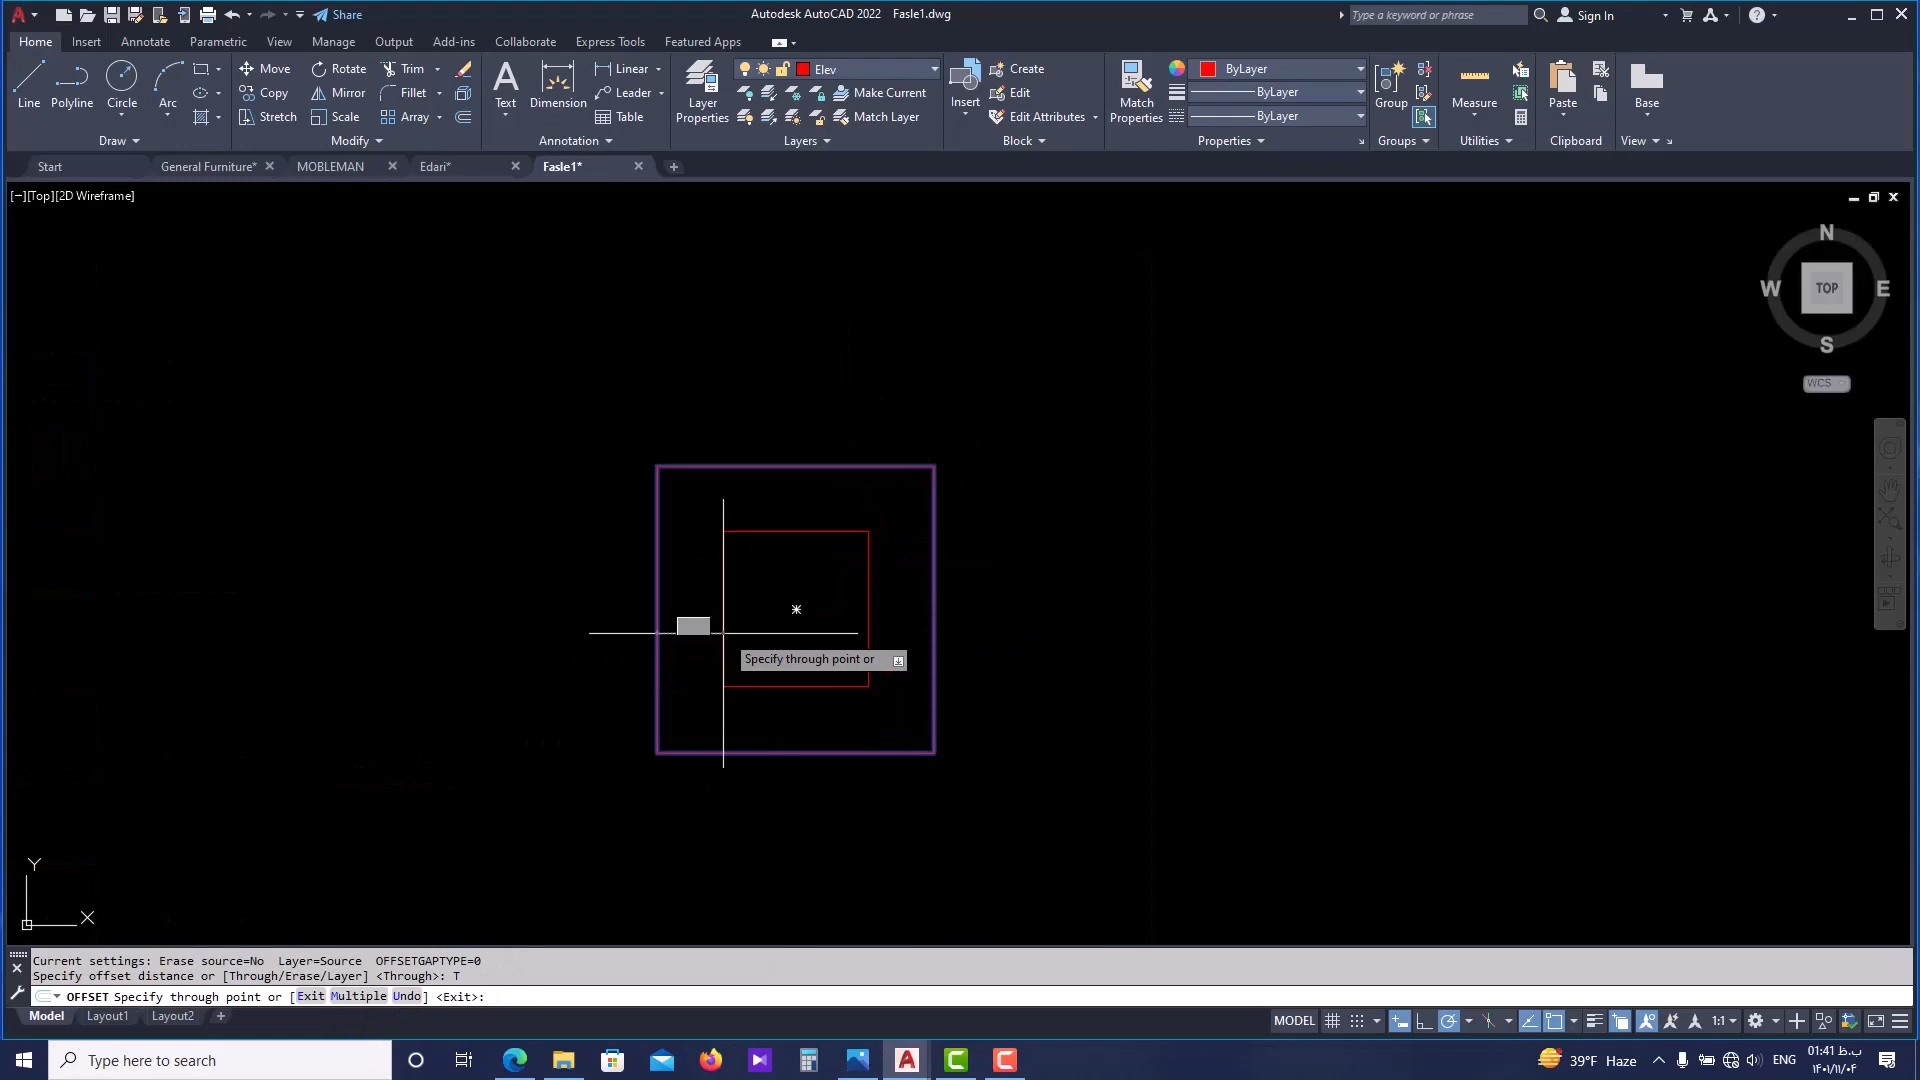 Share
Autodesk AutoCAD 2022 Fasle1.dwg
Type a keyword or phrase
Sign In
Home Insert Annotate Parametric View Manage Output Add-ins Collaborate Express Tools Featured Apps
Move Rotate Trim Linear Elev Create ByLayer
Line Polyline Circle Arc Copy Mirror Fillet Text Dimension Leader Layer Properties Make Current Insert Edit Match Properties ByLayer Group Measure Paste Base
Stretch Scale Array Table Match Layer Edit Attributes ByLayer
Draw Modify Annotation Layers Block Properties Groups Utilities Clipboard View
Start General Furniture* MOBLEMAN Edari* Fasle1*
[−][Top][2D Wireframe]
N
W TOP E
S
WCS
Specify through point or
Y
X
Current settings: Erase source=No Layer=Source OFFSETGAPTYPE=0
Specify offset distance or [Through/Erase/Layer] <Through>: T
OFFSET Specify through point or [Exit Multiple Undo] <Exit>:
Model Layout1 Layout2
MODEL 1:1
Type here to search
39°F Haze
ENG
01:41 ب.ظ
۱۴۰۱/۱۱/۰۴